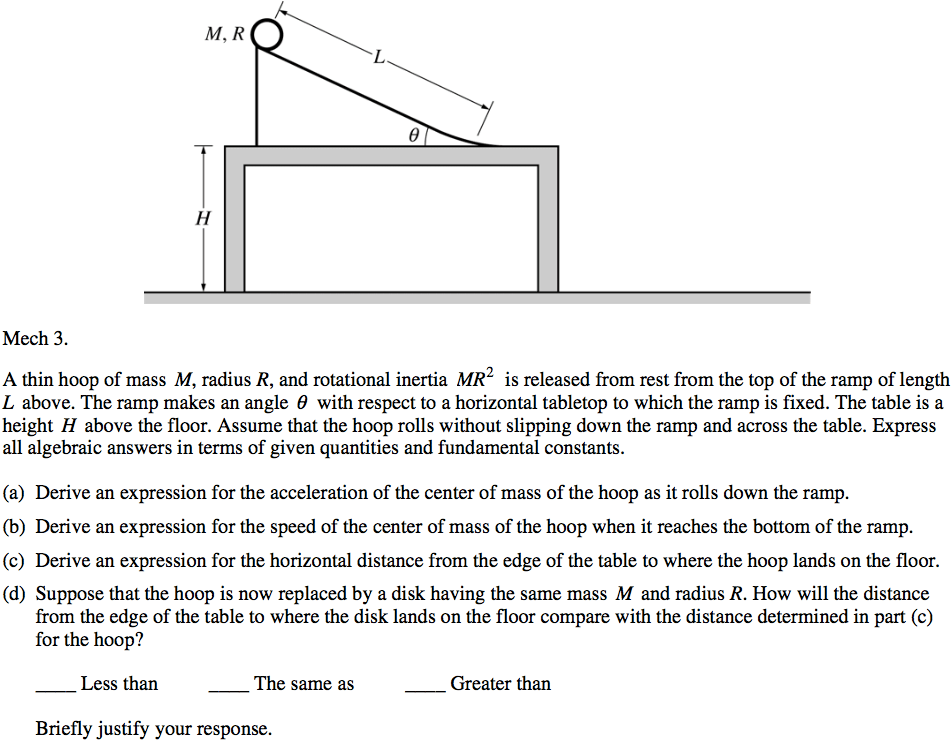 M, R
L
θ
H
Mech 3.
A thin hoop of mass M, radius R, and rotational inertia MR² is released from rest from the top of the ramp of length
L above. The ramp makes an angle θ with respect to a horizontal tabletop to which the ramp is fixed. The table is a
height H above the floor. Assume that the hoop rolls without slipping down the ramp and across the table. Express
all algebraic answers in terms of given quantities and fundamental constants.
(a) Derive an expression for the acceleration of the center of mass of the hoop as it rolls down the ramp.
(b) Derive an expression for the speed of the center of mass of the hoop when it reaches the bottom of the ramp.
(c) Derive an expression for the horizontal distance from the edge of the table to where the hoop lands on the floor.
(d) Suppose that the hoop is now replaced by a disk having the same mass M and radius R. How will the distance
from the edge of the table to where the disk lands on the floor compare with the distance determined in part (c)
for the hoop?
____ Less than ____ The same as ____ Greater than
Briefly justify your response.